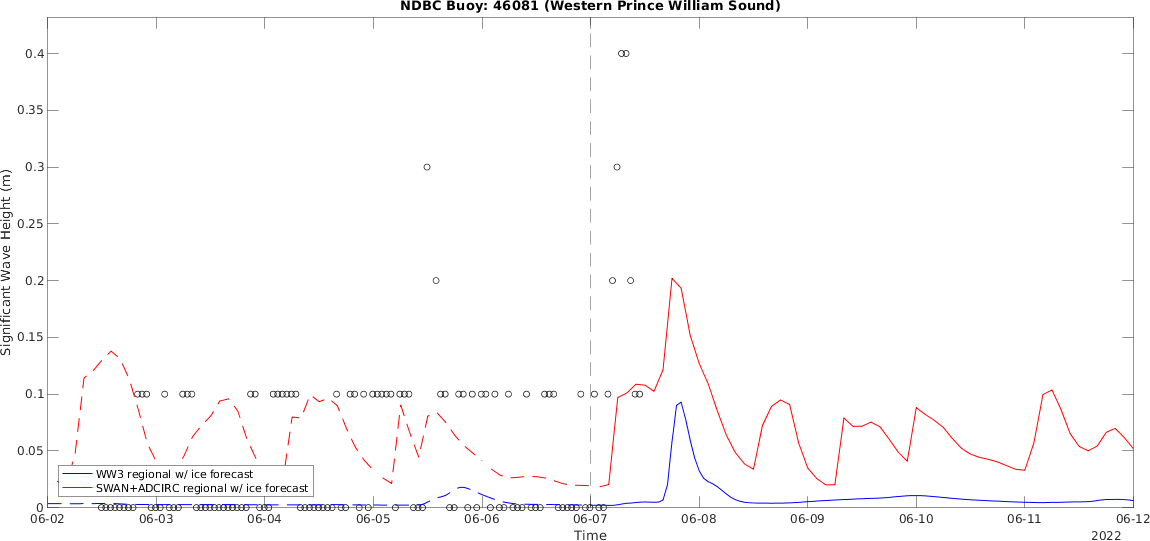 NDBC Buoy: 46081 (Western Prince William Sound)
Significant Wave Height (m)
0.4
0.35
0.3
0.25
0.2
0.15
0.1
0.05
0
WW3 regional w/ ice forecast
SWAN+ADCIRC regional w/ ice forecast
06-02 06-03 06-04 06-05 06-06 06-07 06-08 06-09 06-10 06-11 06-12
Time
2022